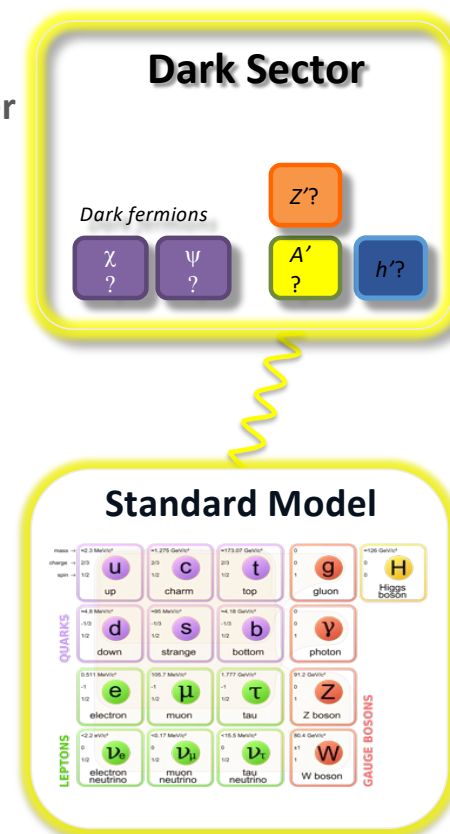 Dark Sector
r
Z′?
Dark fermions
χ
?
ψ
?
A′
?
h′?
Standard Model
mass → ≈2.3 MeV/c² ≈1.275 GeV/c² ≈173.07 GeV/c² 0 ≈126 GeV/c²
charge → 2/3 2/3 2/3 0 0
spin → 1/2 1/2 1/2 1 0
u c t g H
up charm top gluon Higgs
boson
QUARKS
≈4.8 MeV/c² ≈95 MeV/c² ≈4.18 GeV/c² 0
-1/3 -1/3 -1/3 0
1/2 1/2 1/2 1
d s b γ
down strange bottom photon
0.511 MeV/c² 105.7 MeV/c² 1.777 GeV/c² 91.2 GeV/c²
-1 -1 -1 0
1/2 1/2 1/2 1
e μ τ Z
electron muon tau Z boson
LEPTONS
GAUGE BOSONS
<2.2 eV/c² <0.17 MeV/c² <15.5 MeV/c² 80.4 GeV/c²
0 0 0 ±1
1/2 1/2 1/2 1
νe νμ ντ W
electron
neutrino
muon
neutrino
tau
neutrino
W boson